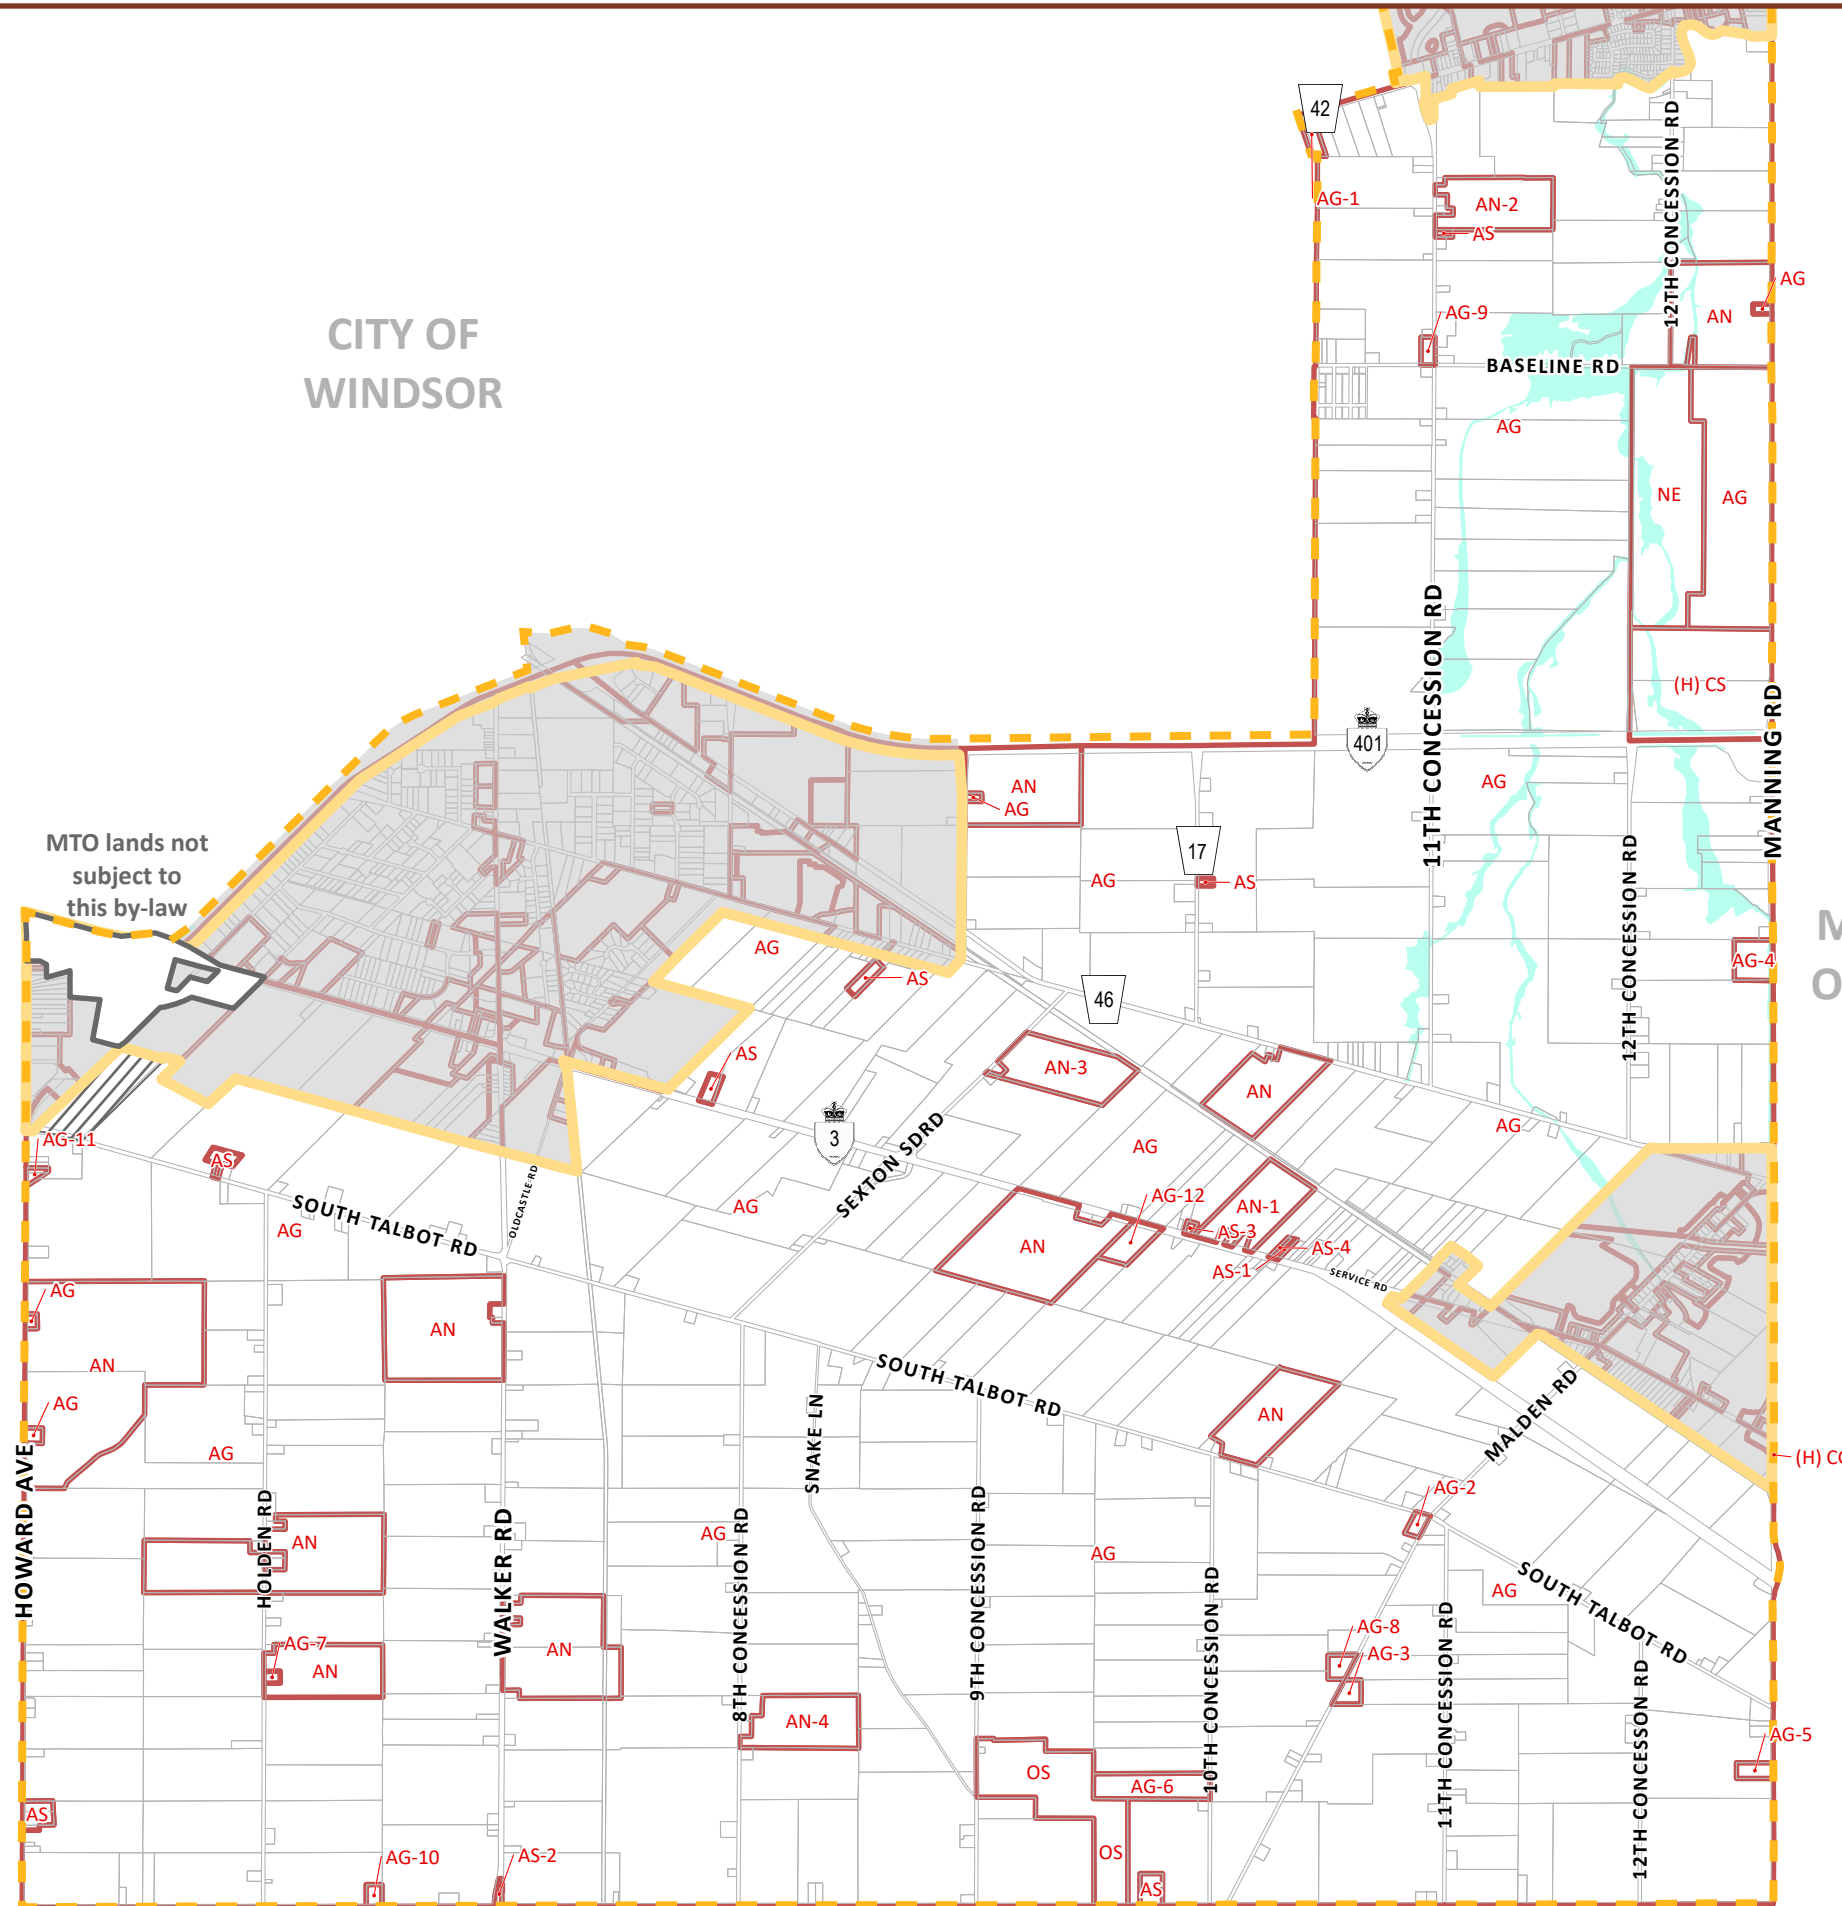 42
12TH CONCESSION RD
AG-1
AN-2
AS
AG
AN
AG-9
CITY OF
WINDSOR
BASELINE RD
AG
NE
AG
11TH CONCESSION RD
(H) CS
MANNING RD
401
AG
AN
AG
17
AG
AS
MTO lands not
subject to
this by-law
12TH CONCESSION RD
AG
AS
AG-4
46
AS
AN-3
AN
3
AG-11
AS
AG
AG
SEXTON SDRD
OLDCASTLE RD
SOUTH TALBOT RD
AG
AG
AG-12
AN-1
AS-3
AN
AS-4
AS-1
SERVICE RD
AG
AN
AN
AG
SOUTH TALBOT RD
SNAKE LN
AN
MALDEN RD
AG
HOWARD AVE
(H)
AG-2
HOLDEN RD
AN
WALKER RD
AG
8TH CONCESSION RD
9TH CONCESSION RD
AG
10TH CONCESSION RD
SOUTH TALBOT RD
AG
11TH CONCESSION RD
AG-8
AG-3
AG-7
AN
AN
12TH CONCESSON RD
AN-4
AG-5
OS
AG-6
AS
OS
AG-10
AS-2
AS